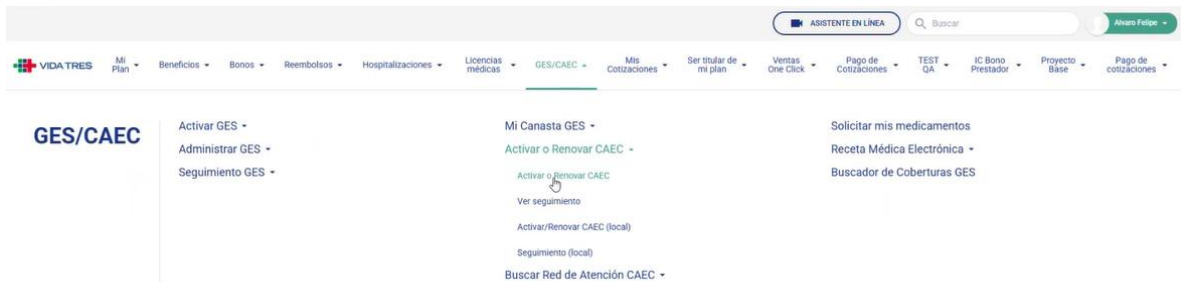 ASISTENTE EN LÍNEA
Buscar
Alvaro Felipe
VIDA TRES
Mi Plan
Beneficios
Bonos
Reembolsos
Hospitalizaciones
Licencias médicas
GES/CAEC
Mis Cotizaciones
Ser titular de mi plan
Ventas One Click
Pago de Cotizaciones
TEST QA
IC Bono Prestador
Proyecto Base
Pago de cotizaciones
GES/CAEC
Activar GES
Administrar GES
Seguimiento GES
Mi Canasta GES
Activar o Renovar CAEC
Activar o Renovar CAEC
Ver seguimiento
Activar/Renovar CAEC (local)
Seguimiento (local)
Buscar Red de Atención CAEC
Solicitar mis medicamentos
Receta Médica Electrónica
Buscador de Coberturas GES